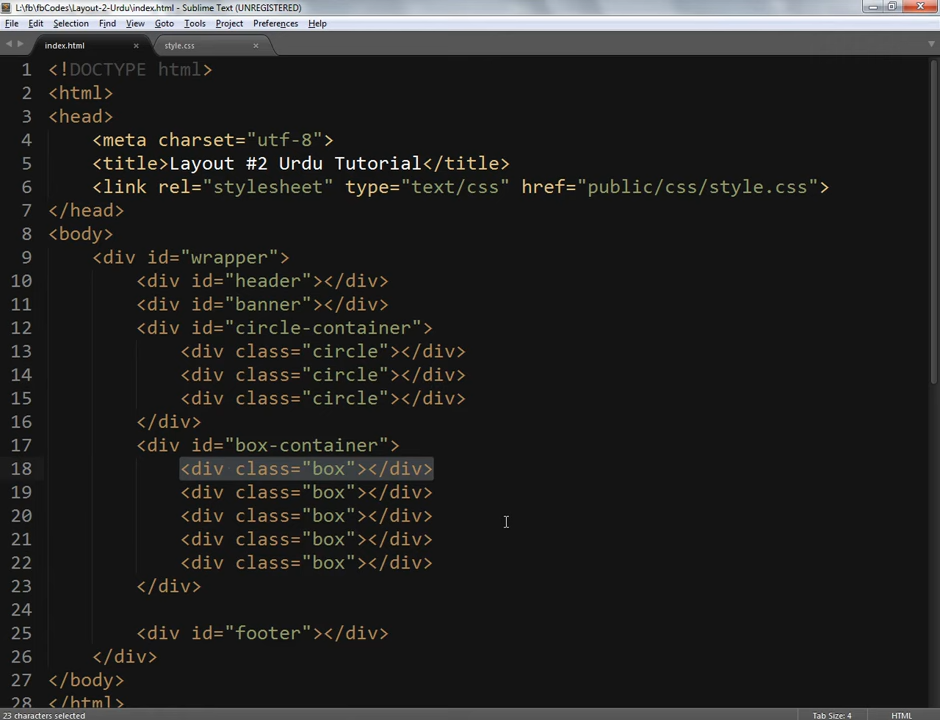 L:\fb\fbCodes\Layout-2-Urdu\index.html - Sublime Text (UNREGISTERED)
File Edit Selection Find View Goto Tools Project Preferences Help
index.html × style.css ×
1 <!DOCTYPE html>
2 <html>
3 <head>
4     <meta charset="utf-8">
5     <title>Layout #2 Urdu Tutorial</title>
6     <link rel="stylesheet" type="text/css" href="public/css/style.css">
7 </head>
8 <body>
9     <div id="wrapper">
10         <div id="header"></div>
11         <div id="banner"></div>
12         <div id="circle-container">
13             <div class="circle"></div>
14             <div class="circle"></div>
15             <div class="circle"></div>
16         </div>
17         <div id="box-container">
18             <div class="box"></div>
19             <div class="box"></div>
20             <div class="box"></div>
21             <div class="box"></div>
22             <div class="box"></div>
23         </div>
24
25         <div id="footer"></div>
26     </div>
27 </body>
28 </html>
23 characters selected Tab Size: 4 HTML